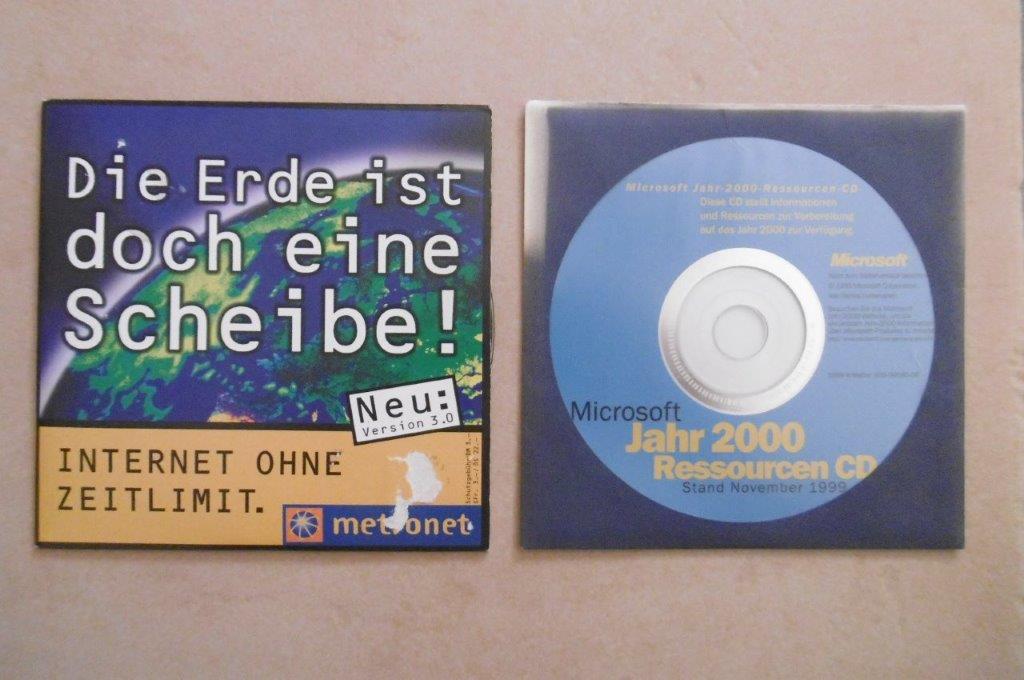 Die Erde ist
doch eine
Scheibe!
Neu:
Version 3.0
INTERNET OHNE
ZEITLIMIT.
metronet
Microsoft Jahr-2000-Ressourcen-CD
Diese CD stellt Informationen
und Ressourcen zur Vorbereitung
auf das Jahr 2000 zur Verfügung.
Microsoft
Microsoft
Jahr 2000
Ressourcen CD
Stand November 1999